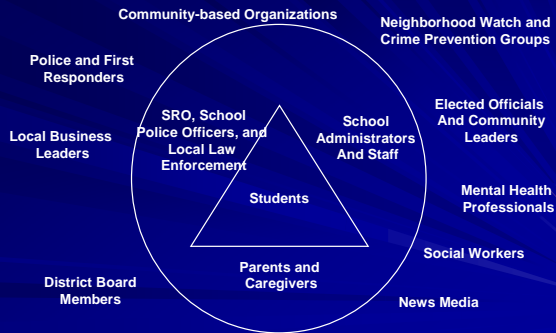 Community-based Organizations
Neighborhood Watch and
Crime Prevention Groups
Police and First
Responders
SRO, School
Police Officers, and
Local Law
Enforcement
School
Administrators
And Staff
Elected Officials
And Community
Leaders
Local Business
Leaders
Students
Mental Health
Professionals
Parents and
Caregivers
Social Workers
District Board
Members
News Media